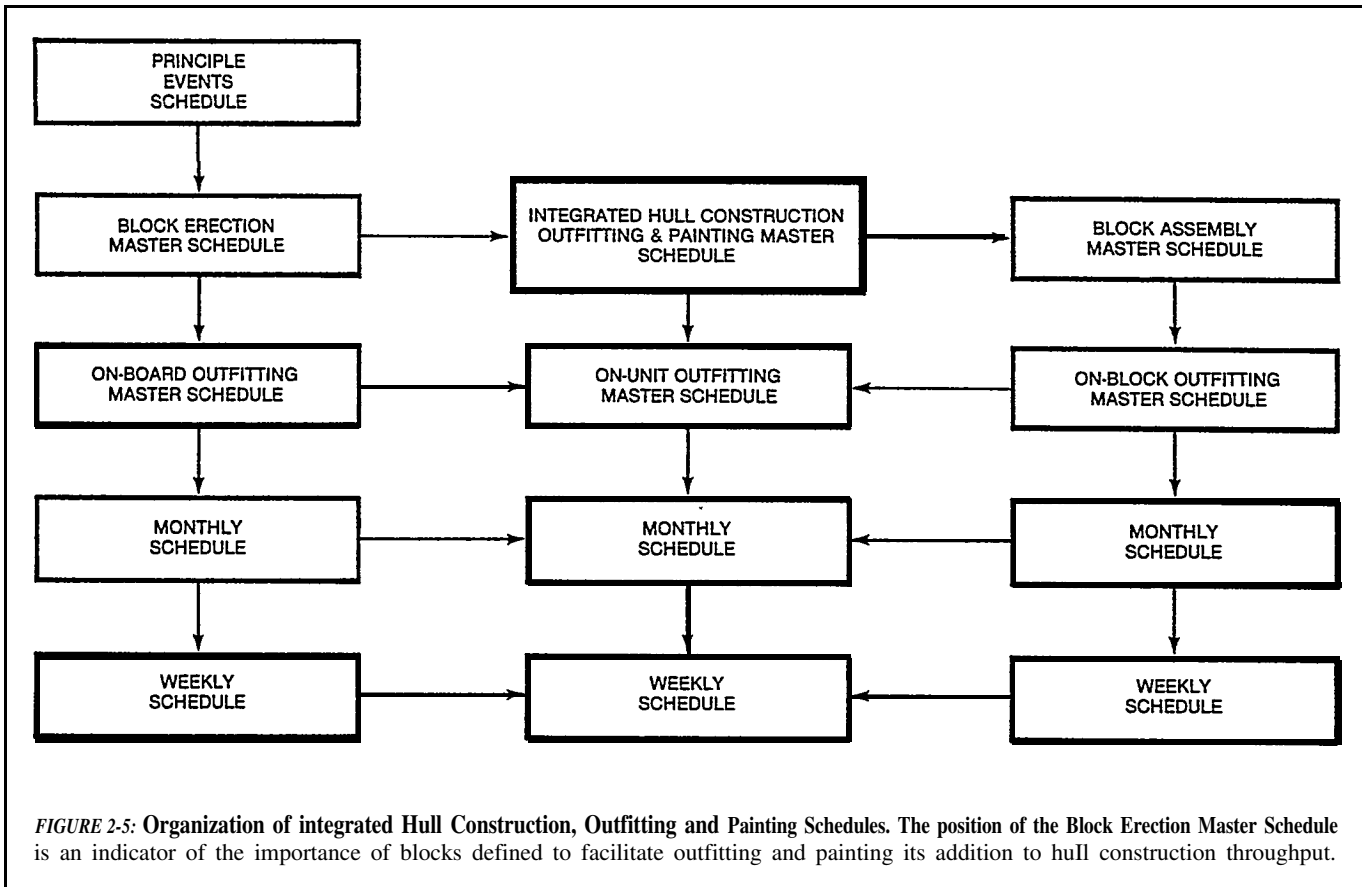 PRINCIPLE
EVENTS
SCHEDULE
BLOCK ERECTION
MASTER SCHEDULE
INTEGRATED HULL CONSTRUCTION
OUTFITTING & PAINTING MASTER
SCHEDULE
BLOCK ASSEMBLY
MASTER SCHEDULE
ON-BOARD OUTFITTING
MASTER SCHEDULE
ON-UNIT OUTFITTING
MASTER SCHEDULE
ON-BLOCK OUTFITTING
MASTER SCHEDULE
MONTHLY
SCHEDULE
MONTHLY
SCHEDULE
MONTHLY
SCHEDULE
WEEKLY
SCHEDULE
WEEKLY
SCHEDULE
WEEKLY
SCHEDULE
FIGURE 2-5: Organization of integrated Hull Construction, Outfitting and Painting Schedules. The position of the Block Erection Master Schedule
is an indicator of the importance of blocks defined to facilitate outfitting and painting its addition to huIl construction throughput.